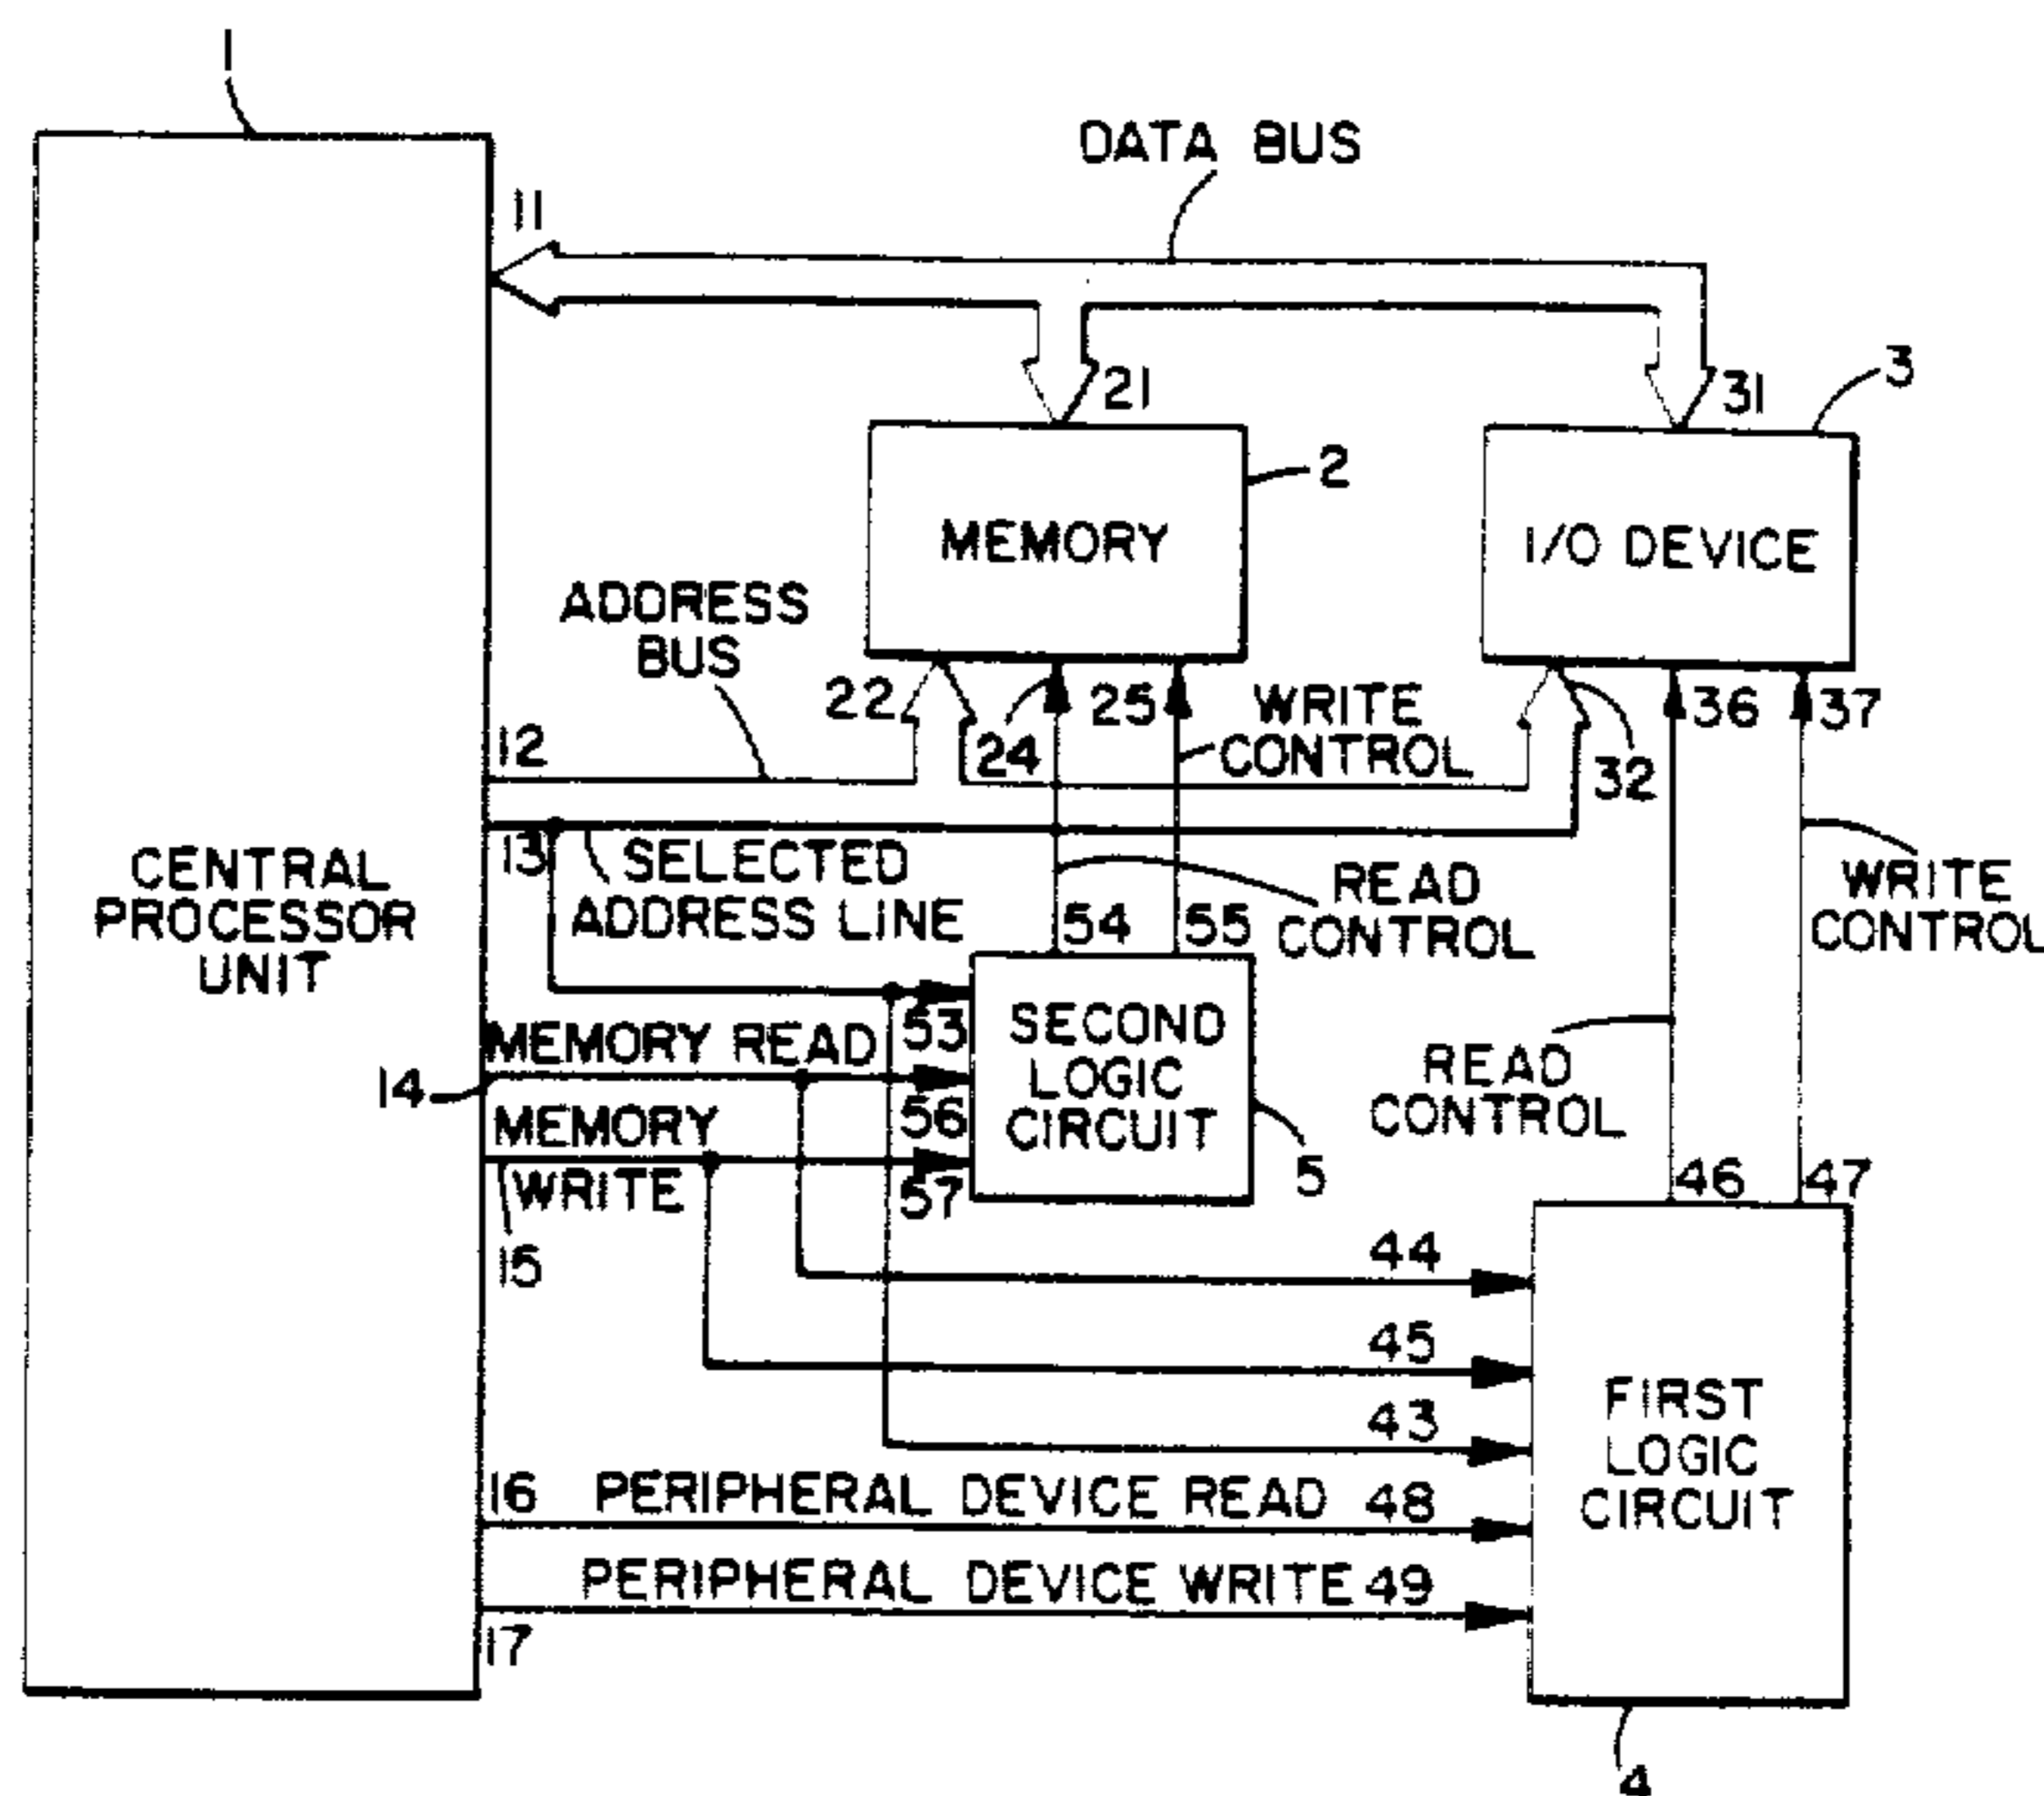 1
DATA BUS
11
21
31
3
2
MEMORY
I/O DEVICE
ADDRESS
BUS
22
24
25
WRITE
CONTROL
32
36
37
12
13
SELECTED
ADDRESS LINE
CENTRAL
PROCESSOR
UNIT
READ
CONTROL
54
55
WRITE
CONTROL
53
SECOND
LOGIC
CIRCUIT
MEMORY READ
14
56
MEMORY
WRITE
57
5
15
READ
CONTROL
46
47
44
45
43
FIRST
LOGIC
CIRCUIT
16
PERIPHERAL DEVICE READ
48
PERIPHERAL DEVICE WRITE
49
17
4